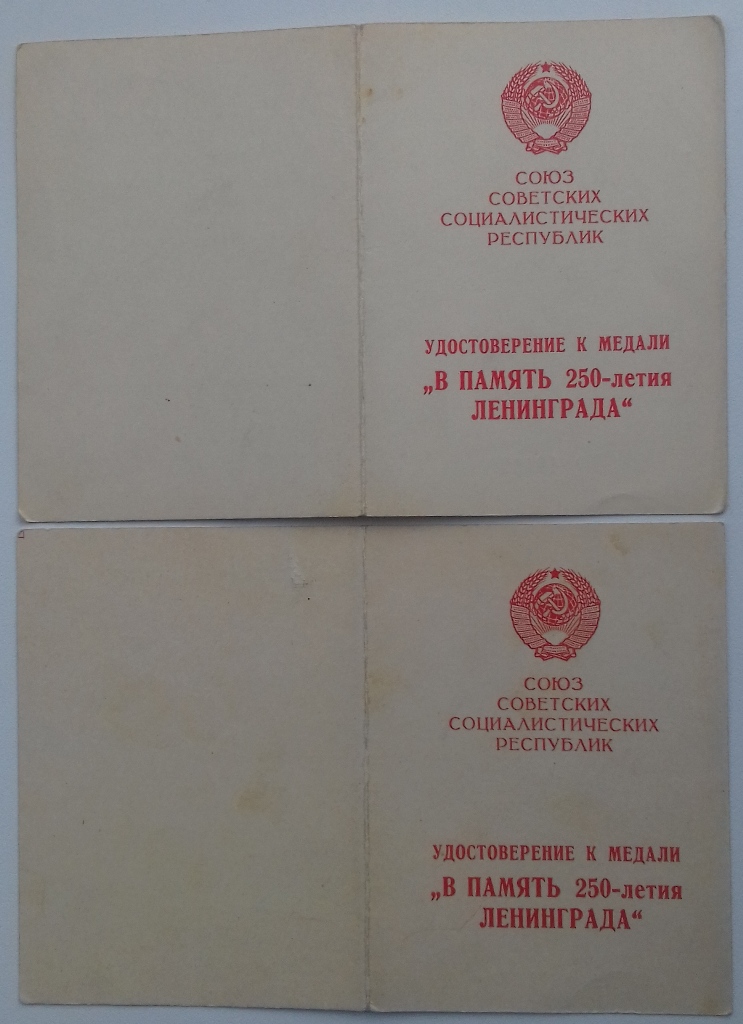 СОЮЗ
СОВЕТСКИХ
СОЦИАЛИСТИЧЕСКИХ
РЕСПУБЛИК
УДОСТОВЕРЕНИЕ К МЕДАЛИ
„В ПАМЯТЬ 250-летия
ЛЕНИНГРАДА“
СОЮЗ
СОВЕТСКИХ
СОЦИАЛИСТИЧЕСКИХ
РЕСПУБЛИК
УДОСТОВЕРЕНИЕ К МЕДАЛИ
„В ПАМЯТЬ 250-летия
ЛЕНИНГРАДА“